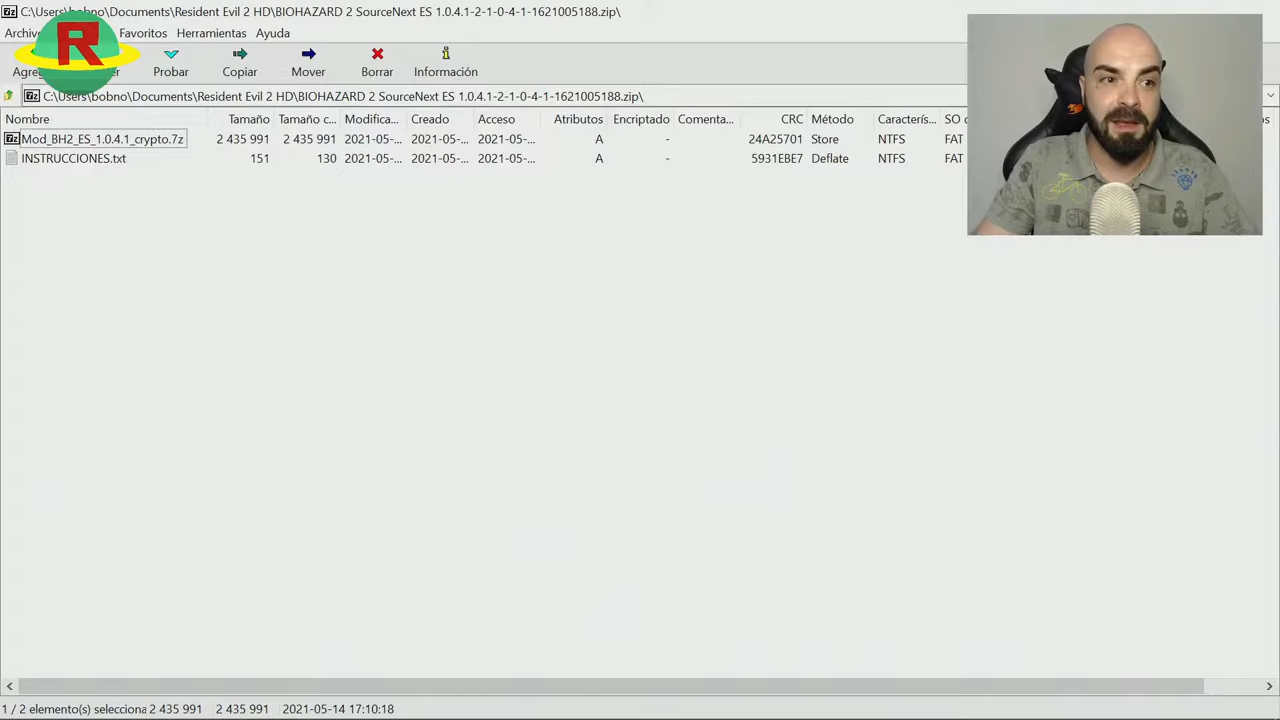 C:\Users\bobno\Documents\Resident Evil 2 HD\BIOHAZARD 2 SourceNext ES 1.0.4.1-2-1-0-4-1-1621005188.zip\
Favoritos Herramientas Ayuda
R
Probar Copiar Mover Borrar Información
C:\Users\bobno\Documents\Resident Evil 2 HD\BIOHAZARD 2 SourceNext ES 1.0.4.1-2-1-0-4-1-1621005188.zip\
Nombre Tamaño Tamaño c... Modifica... Creado Acceso Atributos Encriptado Comenta... CRC Método Caracterís... SO
Mod_BH2_ES_1.0.4.1_crypto.7z 2 435 991 2 435 991 2021-05-... 2021-05-... 2021-05-... A - 24A25701 Store NTFS FAT
INSTRUCCIONES.txt 151 130 2021-05-... 2021-05-... 2021-05-... A - 5931EBE7 Deflate NTFS FAT
1 / 2 elemento(s) selecciona 2 435 991 2 435 991 2021-05-14 17:10:18